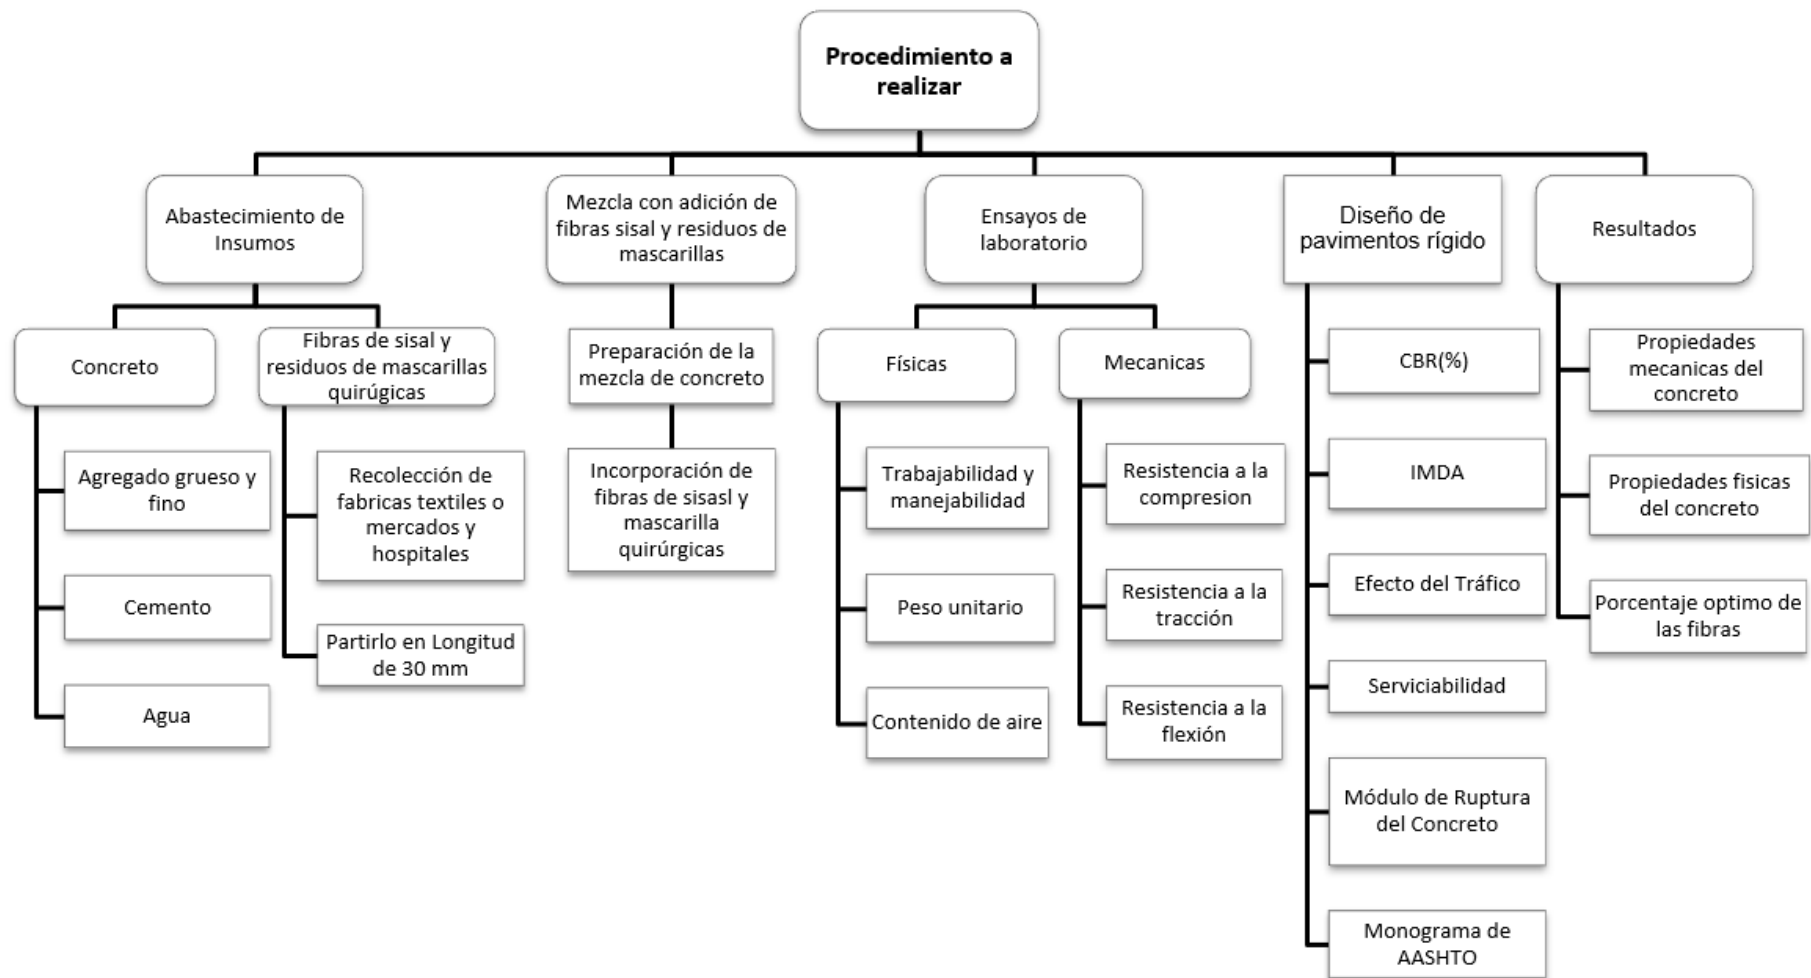 Procedimiento a
realizar
Abastecimiento de
Insumos
Mezcla con adición de
fibras sisal y residuos de
mascarillas
Ensayos de
laboratorio
Diseño de
pavimentos rígido
Resultados
Concreto
Fibras de sisal y
residuos de mascarillas
quirúgicas
Agregado grueso y
fino
Cemento
Agua
Recolección de
fabricas textiles o
mercados y
hospitales
Partirlo en Longitud
de 30 mm
Preparación de la
mezcla de concreto
Incorporación de
fibras de sisasl y
mascarilla
quirúrgicas
Físicas
Mecanicas
Trabajabilidad y
manejabilidad
Peso unitario
Contenido de aire
Resistencia a la
compresion
Resistencia a la
tracción
Resistencia a la
flexión
CBR(%)
IMDA
Efecto del Tráfico
Serviciabilidad
Módulo de Ruptura
del Concreto
Monograma de
AASHTO
Propiedades
mecanicas del
concreto
Propiedades fisicas
del concreto
Porcentaje optimo de
las fibras